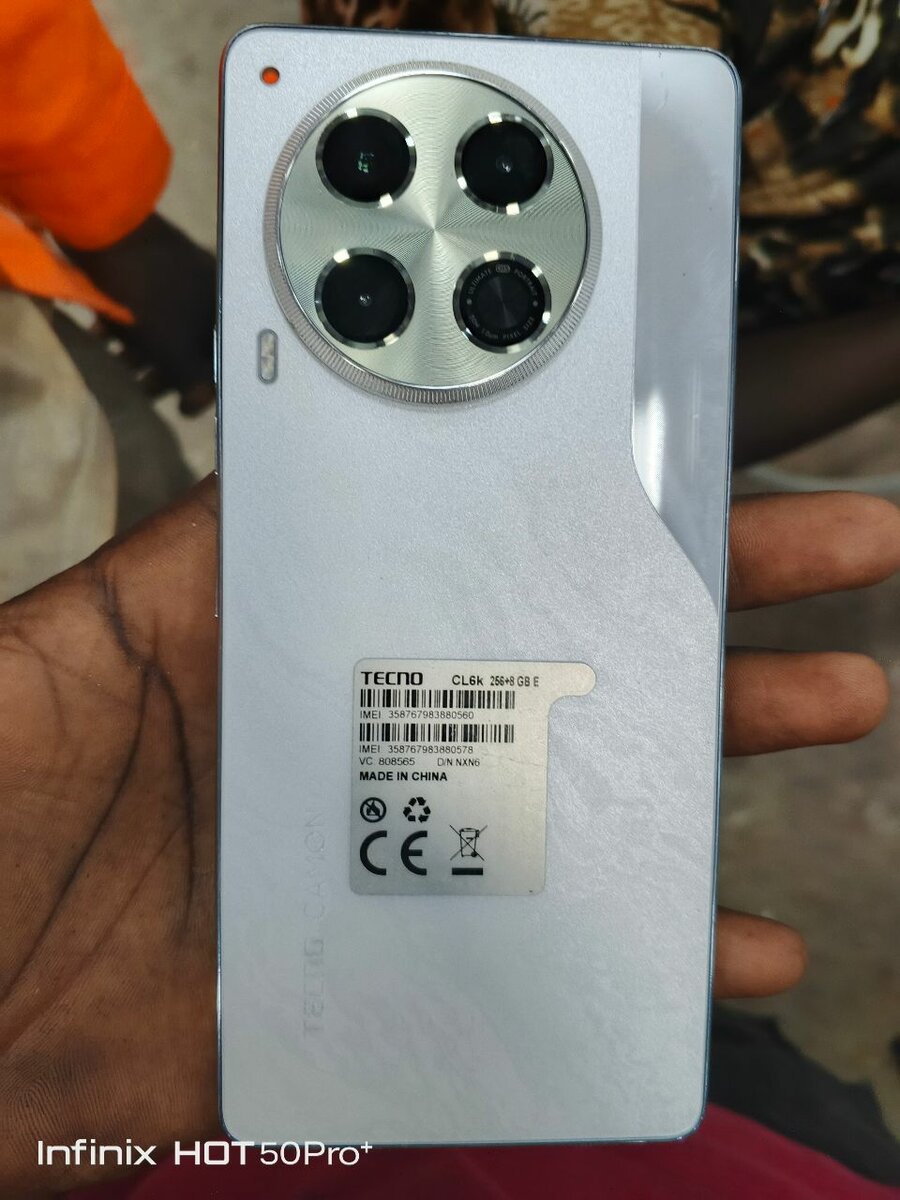 TECNO CL6k 256+8 GB E
IMEI 358767983880560
IMEI 358767983880578
VC 808565 D/N NXN6
MADE IN CHINA
CE
TECNO CAMON
Infinix HOT 50Pro+